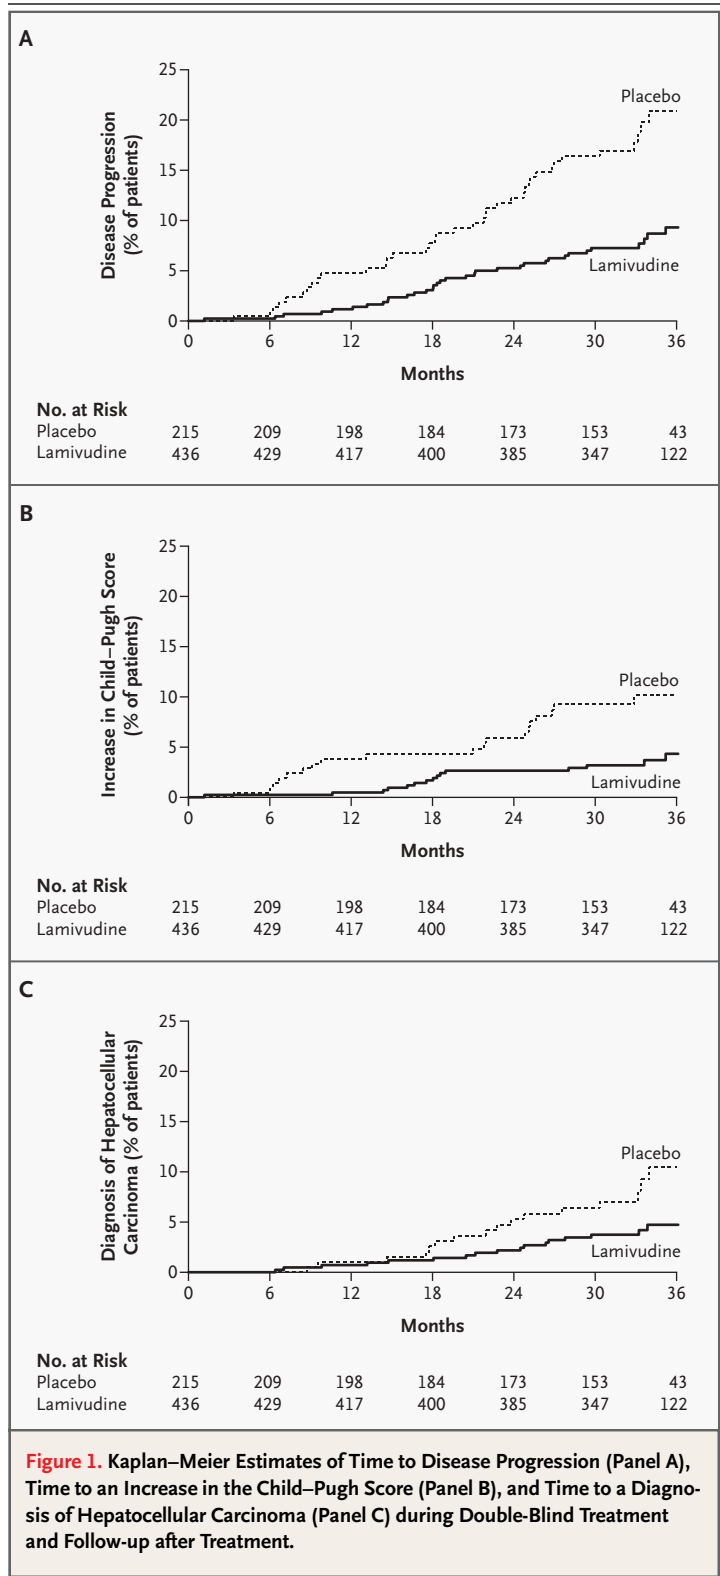 A
Disease Progression
(% of patients)
25
20
15
10
5
0
Placebo
Lamivudine
0 6 12 18 24 30 36
Months
No. at Risk
Placebo 215 209 198 184 173 153 43
Lamivudine 436 429 417 400 385 347 122
B
Increase in Child–Pugh Score
(% of patients)
25
20
15
10
5
0
Placebo
Lamivudine
0 6 12 18 24 30 36
Months
No. at Risk
Placebo 215 209 198 184 173 153 43
Lamivudine 436 429 417 400 385 347 122
C
Diagnosis of Hepatocellular
Carcinoma (% of patients)
25
20
15
10
5
0
Placebo
Lamivudine
0 6 12 18 24 30 36
Months
No. at Risk
Placebo 215 209 198 184 173 153 43
Lamivudine 436 429 417 400 385 347 122
Figure 1. Kaplan–Meier Estimates of Time to Disease Progression (Panel A),
Time to an Increase in the Child–Pugh Score (Panel B), and Time to a Diagno-
sis of Hepatocellular Carcinoma (Panel C) during Double-Blind Treatment
and Follow-up after Treatment.